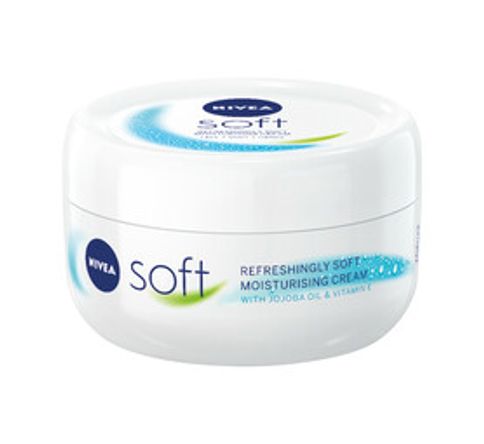 NIVEA
soft
NIVEA
soft
REFRESHINGLY SOFT
MOISTURISING CREAM
WITH JOJOBA OIL & VITAMIN E